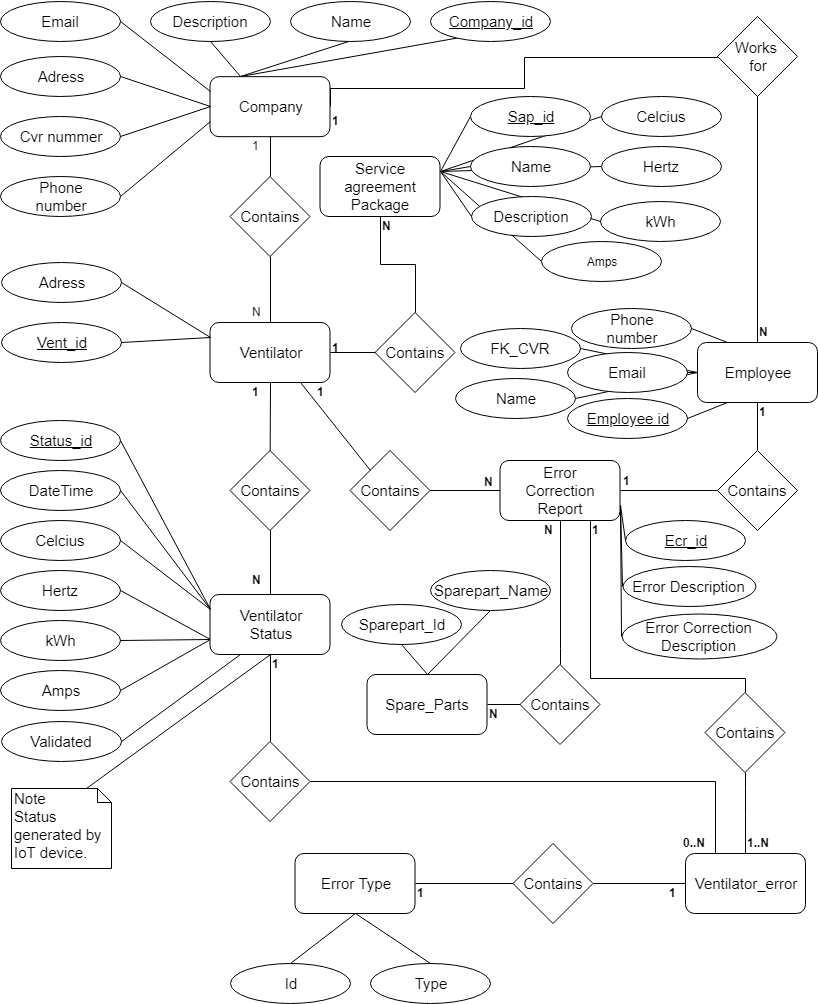 Email
Description
Name
Company_id
Works
for
Adress
Company
1
Sap_id
Celcius
Cvr nummer
1
Service
agreement
Package
Name
Hertz
Phone
number
Contains
N
Description
kWh
Amps
Adress
N
Phone
number
N
Vent_id
Ventilator
1
Contains
FK_CVR
Email
Employee
Name
1
1
Employee id
1
Status_id
DateTime
Contains
Contains
N
Error
Correction
Report
1
Contains
Celcius
N
1
Ecr_id
Hertz
N
Sparepart_Name
Error Description
kWh
Ventilator
Status
Sparepart_Id
Error Correction
Description
1
Amps
Spare_Parts
N
Contains
Validated
Contains
Contains
Note
Status
generated by
IoT device.
0..N
1..N
Error Type
1
Contains
1
Ventilator_error
Id
Type